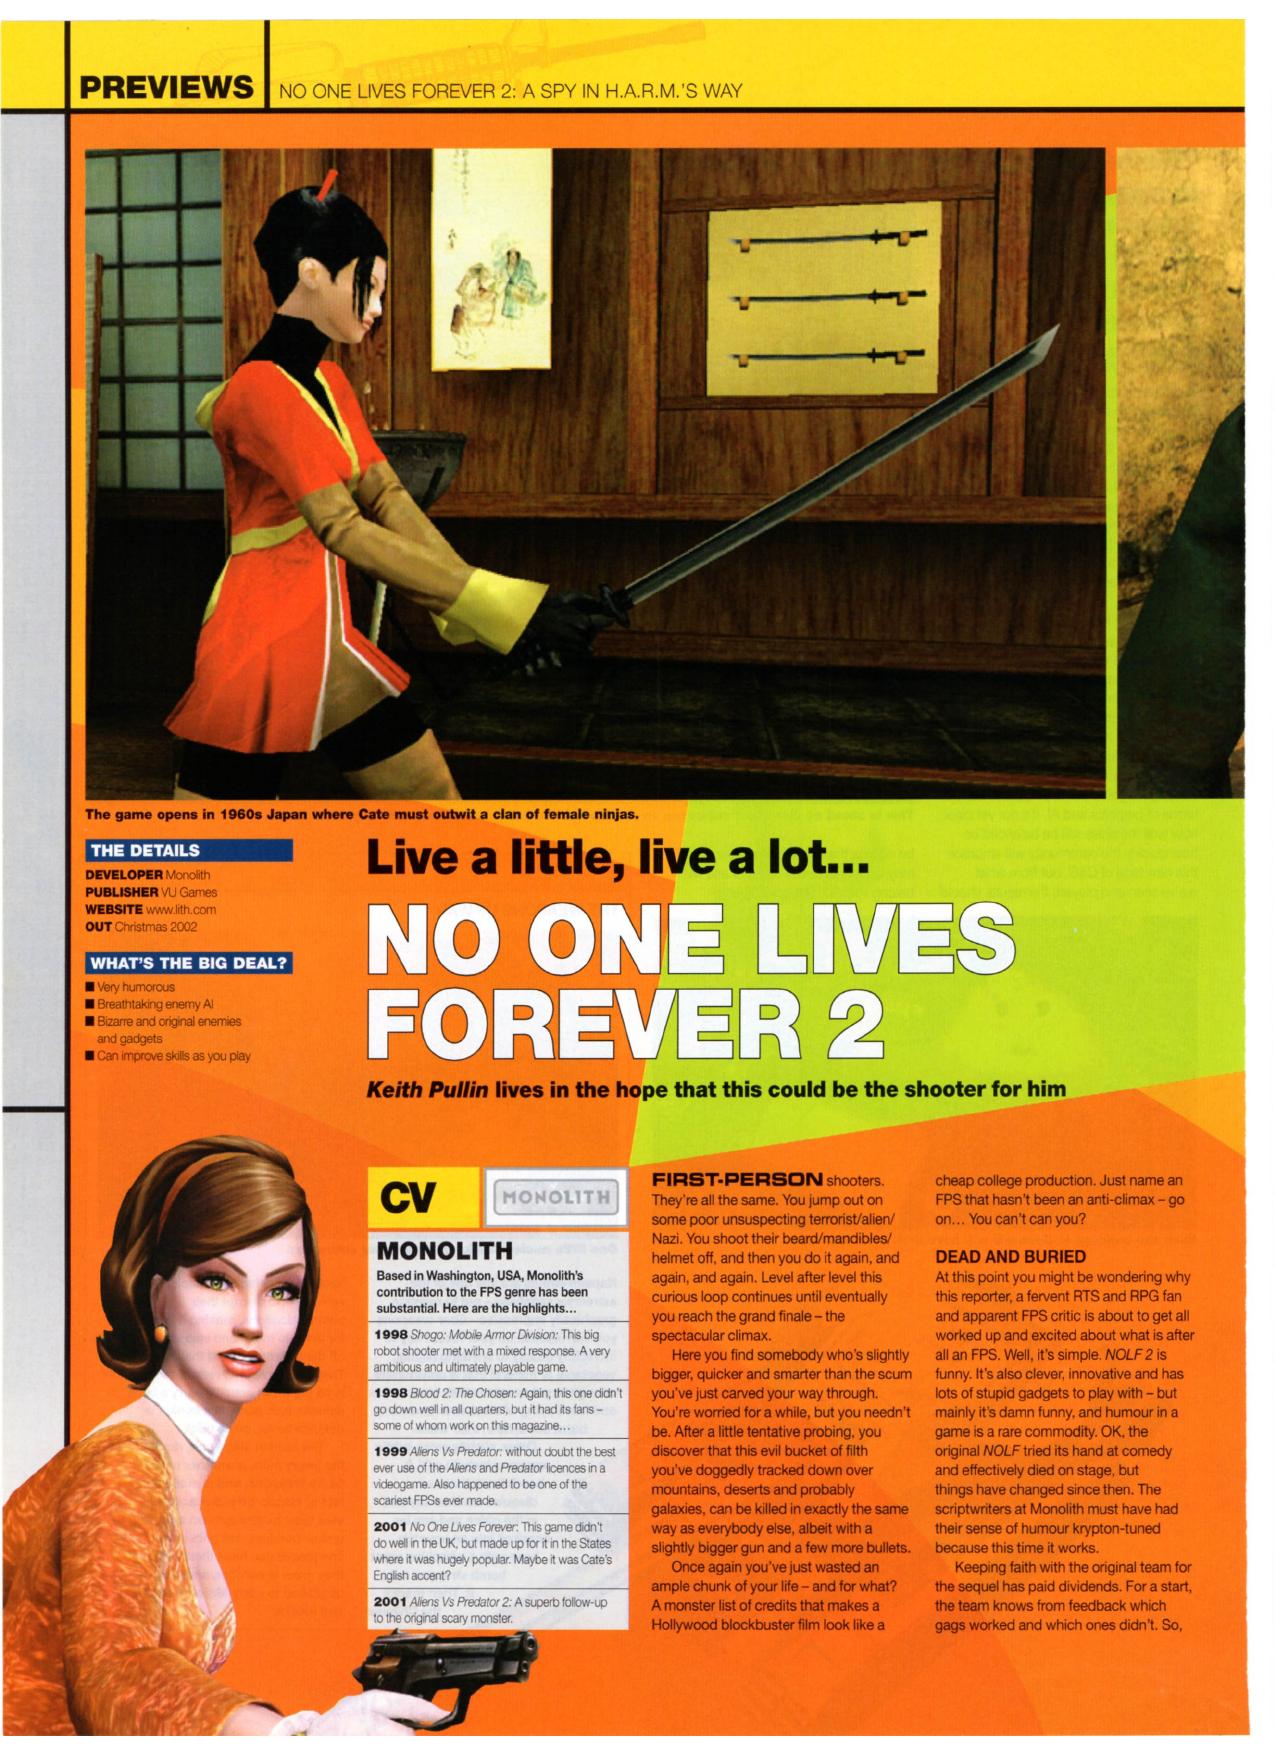 PREVIEWS
NO ONE LIVES FOREVER 2: A SPY IN H.A.R.M.'S WAY
The game opens in 1960s Japan where Cate must outwit a clan of female ninjas.
THE DETAILS
DEVELOPER Monolith
PUBLISHER VU Games
WEBSITE www.lith.com
OUT Christmas 2002
WHAT'S THE BIG DEAL?
■ Very humorous
■ Breathtaking enemy AI
■ Bizarre and original enemies
and gadgets
■ Can improve skills as you play
Live a little, live a lot...
NO ONE LIVES
FOREVER 2
Keith Pullin lives in the hope that this could be the shooter for him
CV
MONOLITH
MONOLITH
Based in Washington, USA, Monolith's
contribution to the FPS genre has been
substantial. Here are the highlights...
1998 Shogo: Mobile Armor Division: This big
robot shooter met with a mixed response. A very
ambitious and ultimately playable game.
1998 Blood 2: The Chosen: Again, this one didn't
go down well in all quarters, but it had its fans –
some of whom work on this magazine...
1999 Aliens Vs Predator: without doubt the best
ever use of the Aliens and Predator licences in a
videogame. Also happened to be one of the
scariest FPSs ever made.
2001 No One Lives Forever: This game didn't
do well in the UK, but made up for it in the States
where it was hugely popular. Maybe it was Cate's
English accent?
2001 Aliens Vs Predator 2: A superb follow-up
to the original scary monster.
FIRST-PERSON shooters.
They're all the same. You jump out on
some poor unsuspecting terrorist/alien/
Nazi. You shoot their beard/mandibles/
helmet off, and then you do it again, and
again, and again. Level after level this
curious loop continues until eventually
you reach the grand finale – the
spectacular climax.
Here you find somebody who's slightly
bigger, quicker and smarter than the scum
you've just carved your way through.
You're worried for a while, but you needn't
be. After a little tentative probing, you
discover that this evil bucket of filth
you've doggedly tracked down over
mountains, deserts and probably
galaxies, can be killed in exactly the same
way as everybody else, albeit with a
slightly bigger gun and a few more bullets.
Once again you've just wasted an
ample chunk of your life – and for what?
A monster list of credits that makes a
Hollywood blockbuster film look like a
cheap college production. Just name an
FPS that hasn't been an anti-climax – go
on... You can't can you?
DEAD AND BURIED
At this point you might be wondering why
this reporter, a fervent RTS and RPG fan
and apparent FPS critic is about to get all
worked up and excited about what is after
all an FPS. Well, it's simple. NOLF 2 is
funny. It's also clever, innovative and has
lots of stupid gadgets to play with – but
mainly it's damn funny, and humour in a
game is a rare commodity. OK, the
original NOLF tried its hand at comedy
and effectively died on stage, but
things have changed since then. The
scriptwriters at Monolith must have had
their sense of humour krypton-tuned
because this time it works.
Keeping faith with the original team for
the sequel has paid dividends. For a start,
the team knows from feedback which
gags worked and which ones didn't. So,